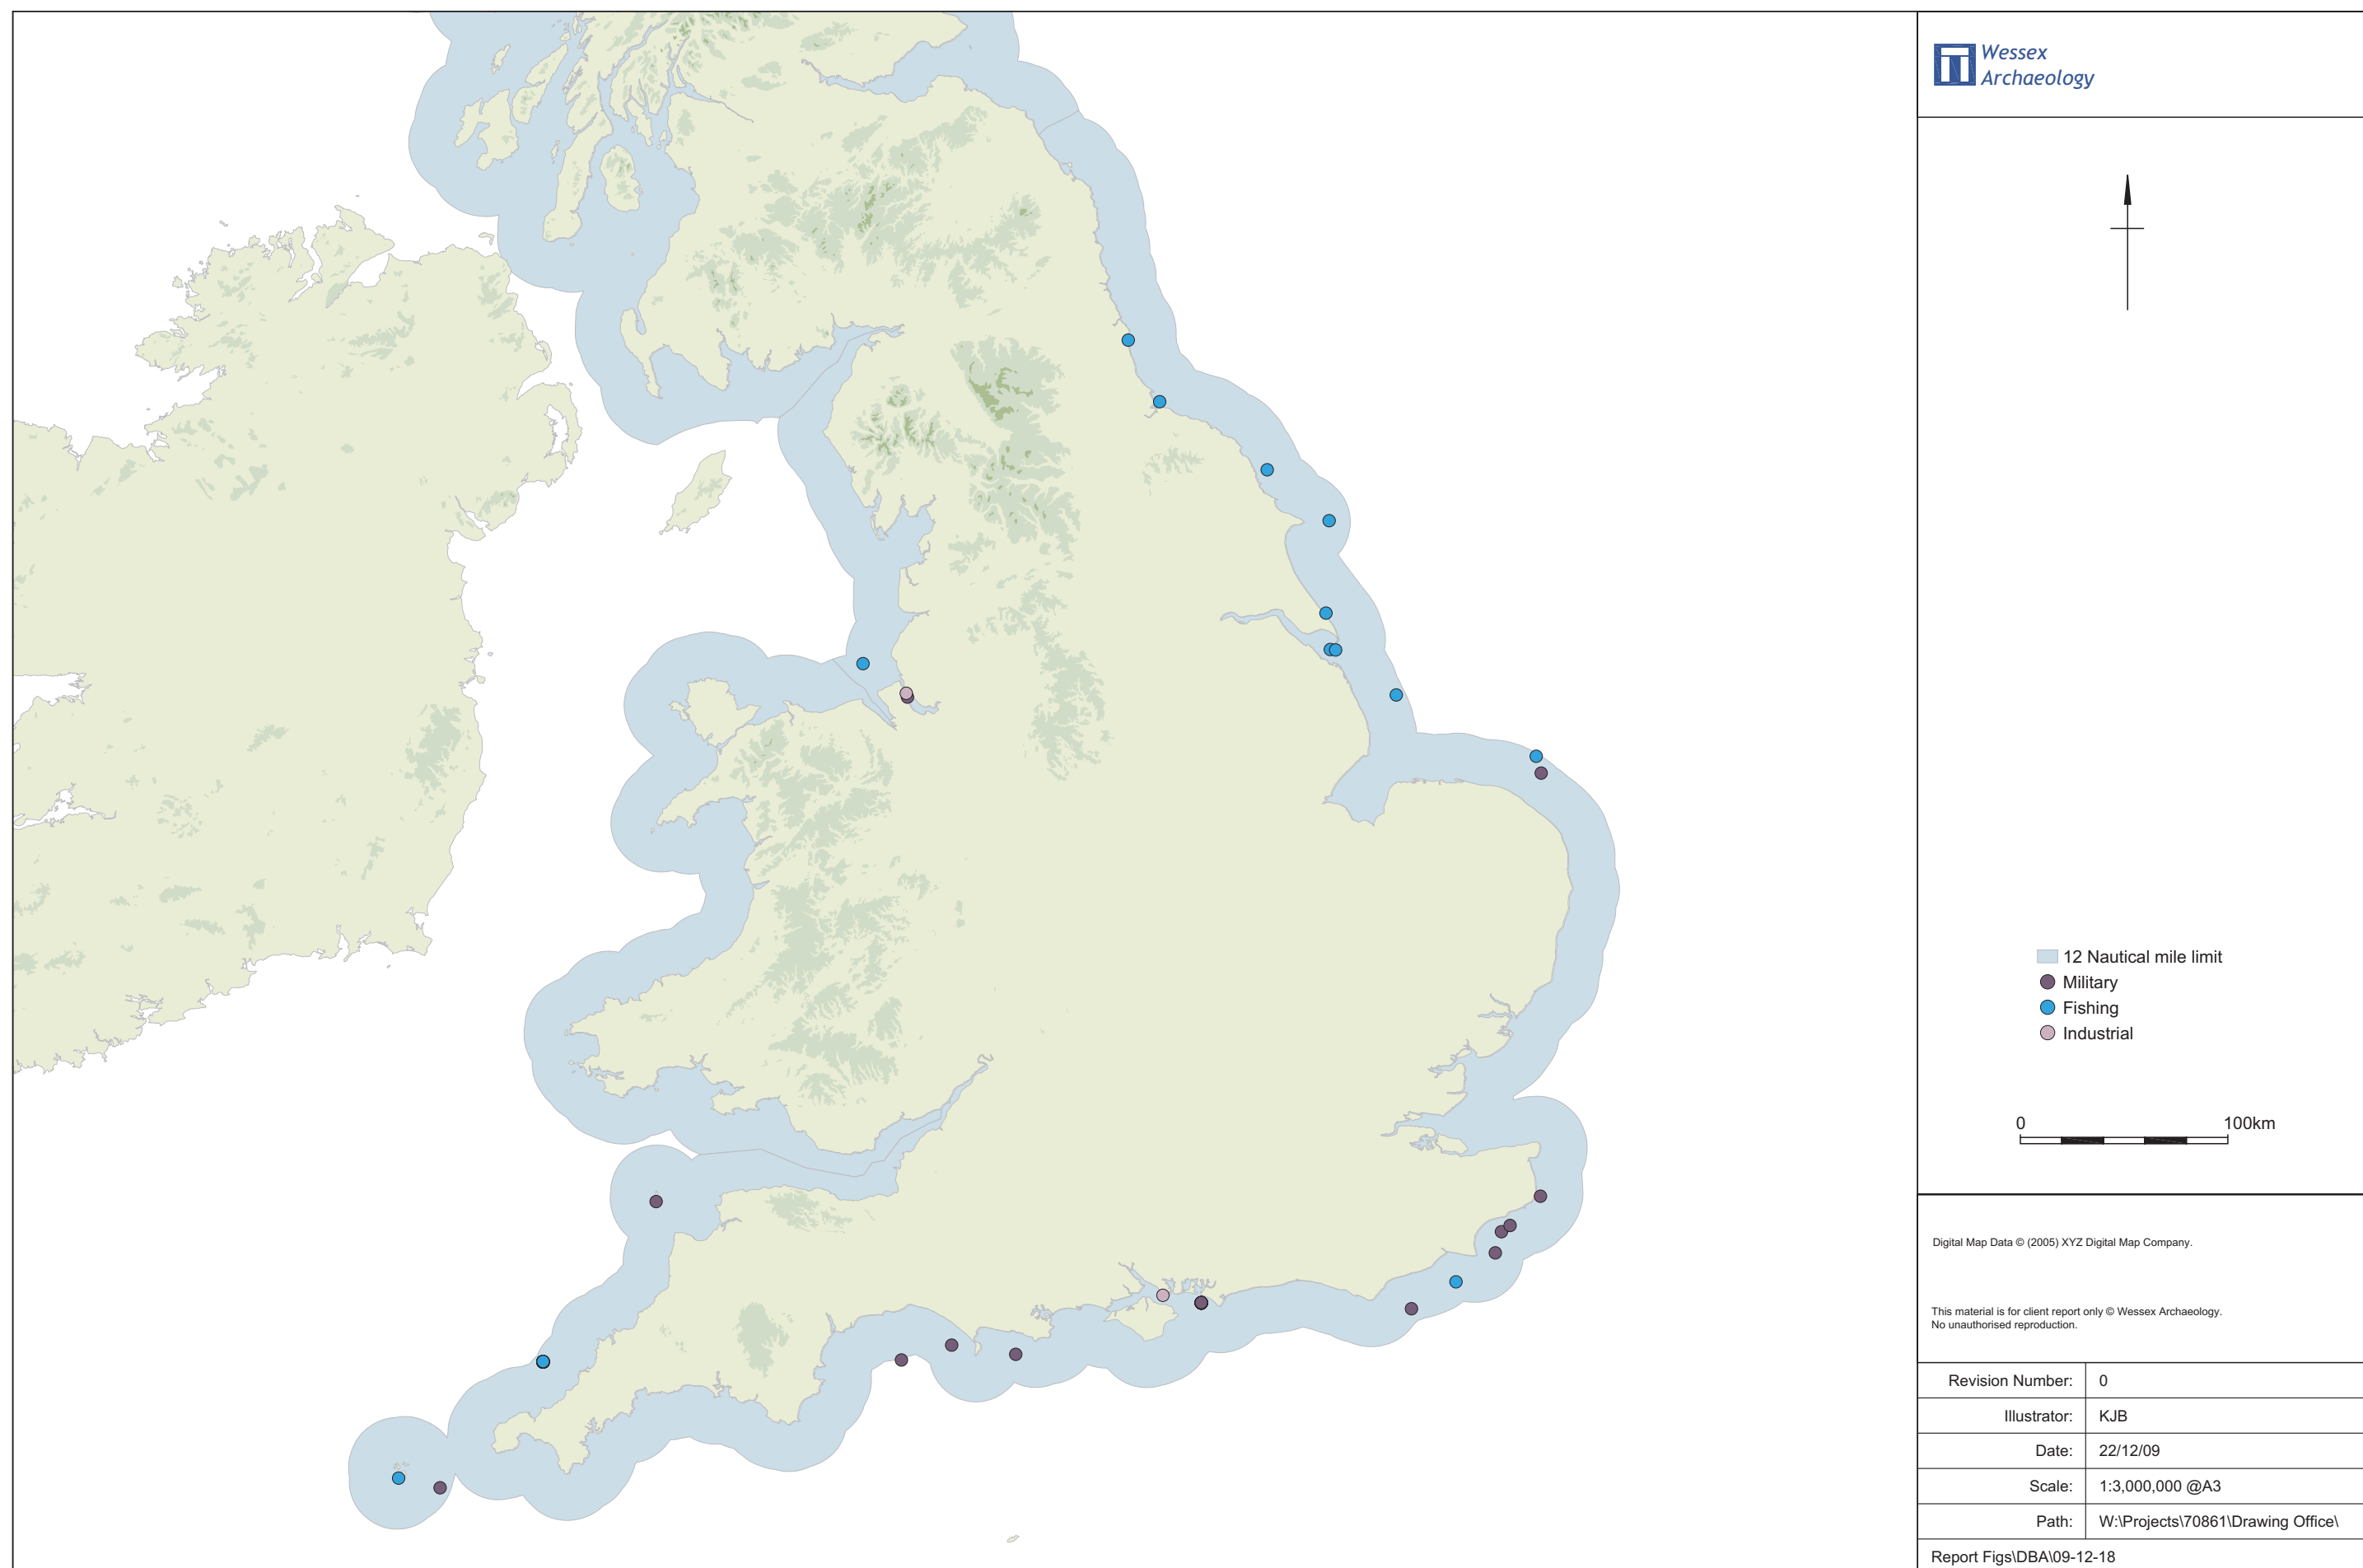 Wessex
Archaeology
12 Nautical mile limit
Military
Fishing
Industrial
0 100km
Digital Map Data © (2005) XYZ Digital Map Company.
This material is for client report only © Wessex Archaeology.
No unauthorised reproduction.
Revision Number: 0
Illustrator: KJB
Date: 22/12/09
Scale: 1:3,000,000 @A3
Path: W:\Projects\70861\Drawing Office\
Report Figs\DBA\09-12-18